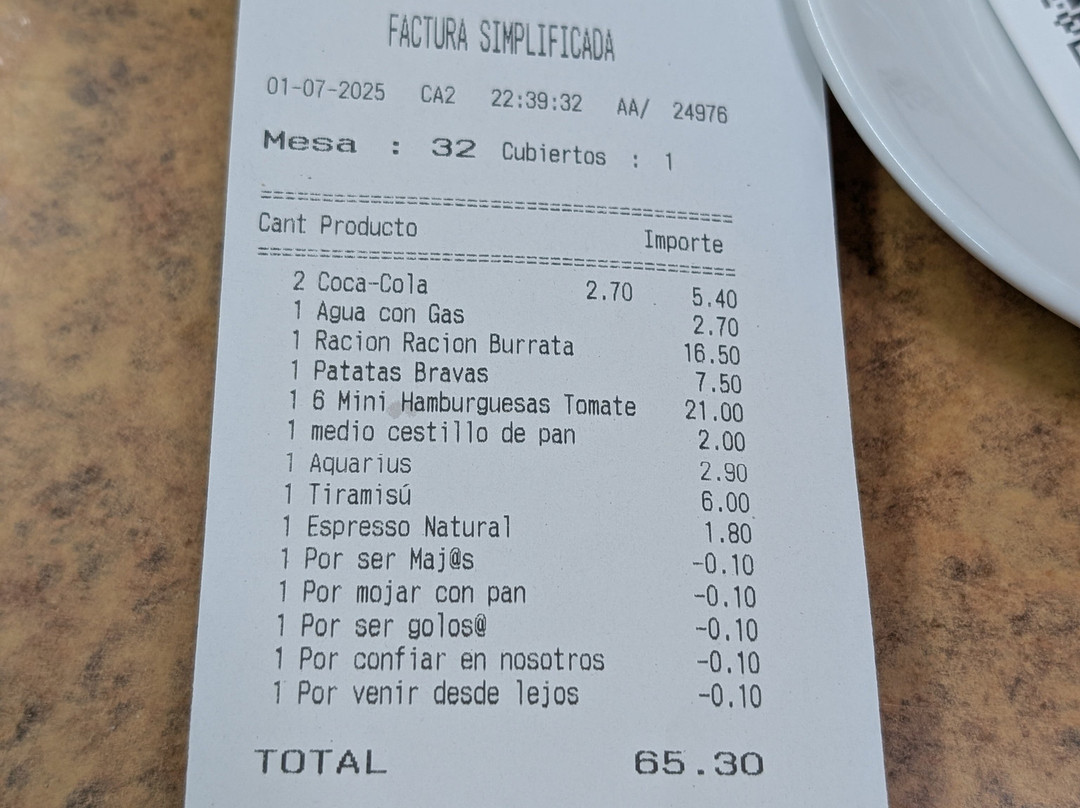 FACTURA SIMPLIFICADA
01-07-2025 CA2 22:39:32 AA/ 24976
Mesa : 32 Cubiertos : 1
========================================
Cant Producto Importe
========================================
2 Coca-Cola 2.70 5.40
1 Agua con Gas 2.70
1 Racion Racion Burrata 16.50
1 Patatas Bravas 7.50
1 6 Mini Hamburguesas Tomate 21.00
1 medio cestillo de pan 2.00
1 Aquarius 2.90
1 Tiramisú 6.00
1 Espresso Natural 1.80
1 Por ser Maj@s -0.10
1 Por mojar con pan -0.10
1 Por ser golos@ -0.10
1 Por confiar en nosotros -0.10
1 Por venir desde lejos -0.10
TOTAL 65.30